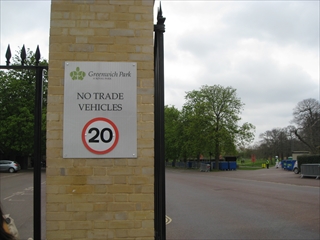 Greenwich Park
NO TRADE
VEHICLES
20